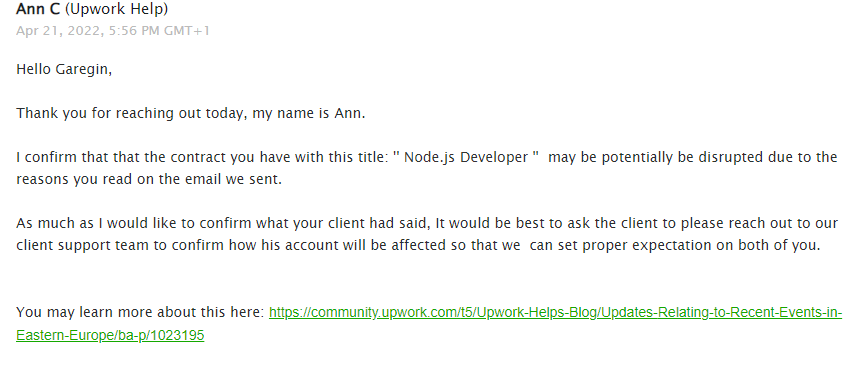 Ann C (Upwork Help)
Apr 21, 2022, 5:56 PM GMT+1
Hello Garegin,
Thank you for reaching out today, my name is Ann.
I confirm that that the contract you have with this title: " Node.js Developer "  may be potentially be disrupted due to the
reasons you read on the email we sent.
As much as I would like to confirm what your client had said, It would be best to ask the client to please reach out to our
client support team to confirm how his account will be affected so that we  can set proper expectation on both of you.
You may learn more about this here: https://community.upwork.com/t5/Upwork-Helps-Blog/Updates-Relating-to-Recent-Events-in-
Eastern-Europe/ba-p/1023195